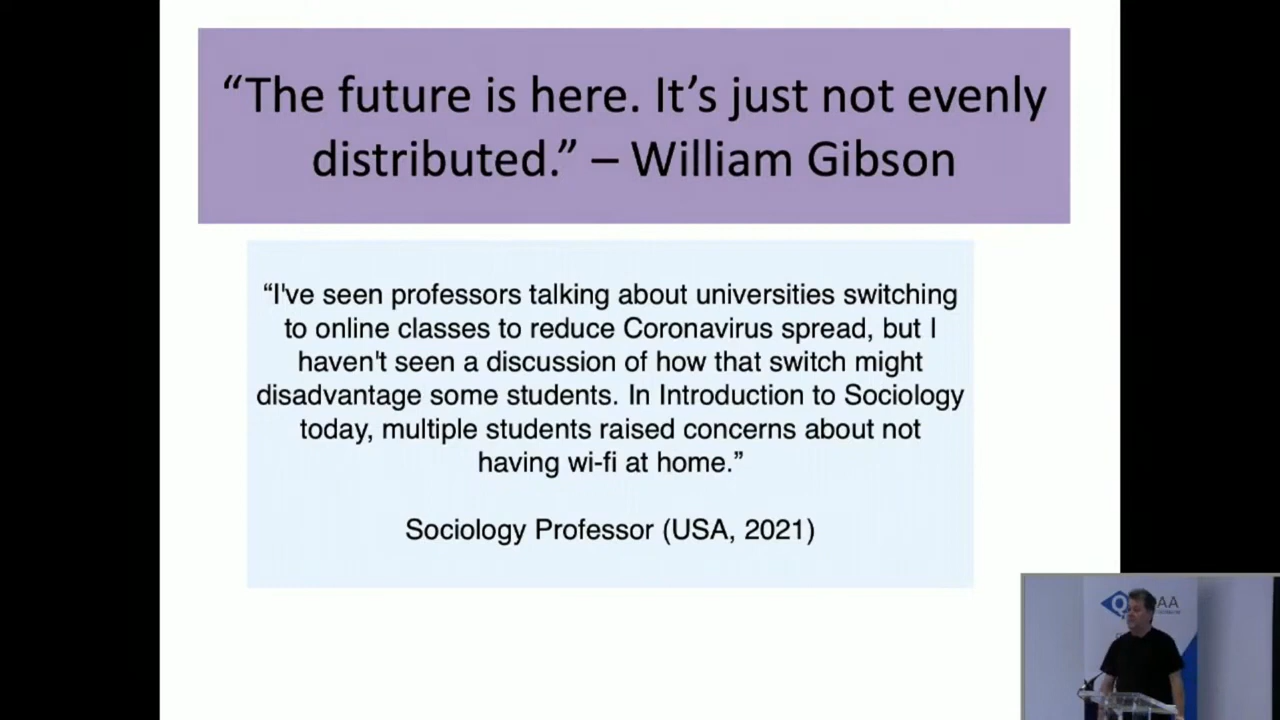 “The future is here. It’s just not evenly
distributed.” – William Gibson
“I've seen professors talking about universities switching
to online classes to reduce Coronavirus spread, but I
haven't seen a discussion of how that switch might
disadvantage some students. In Introduction to Sociology
today, multiple students raised concerns about not
having wi-fi at home.”
Sociology Professor (USA, 2021)
AA